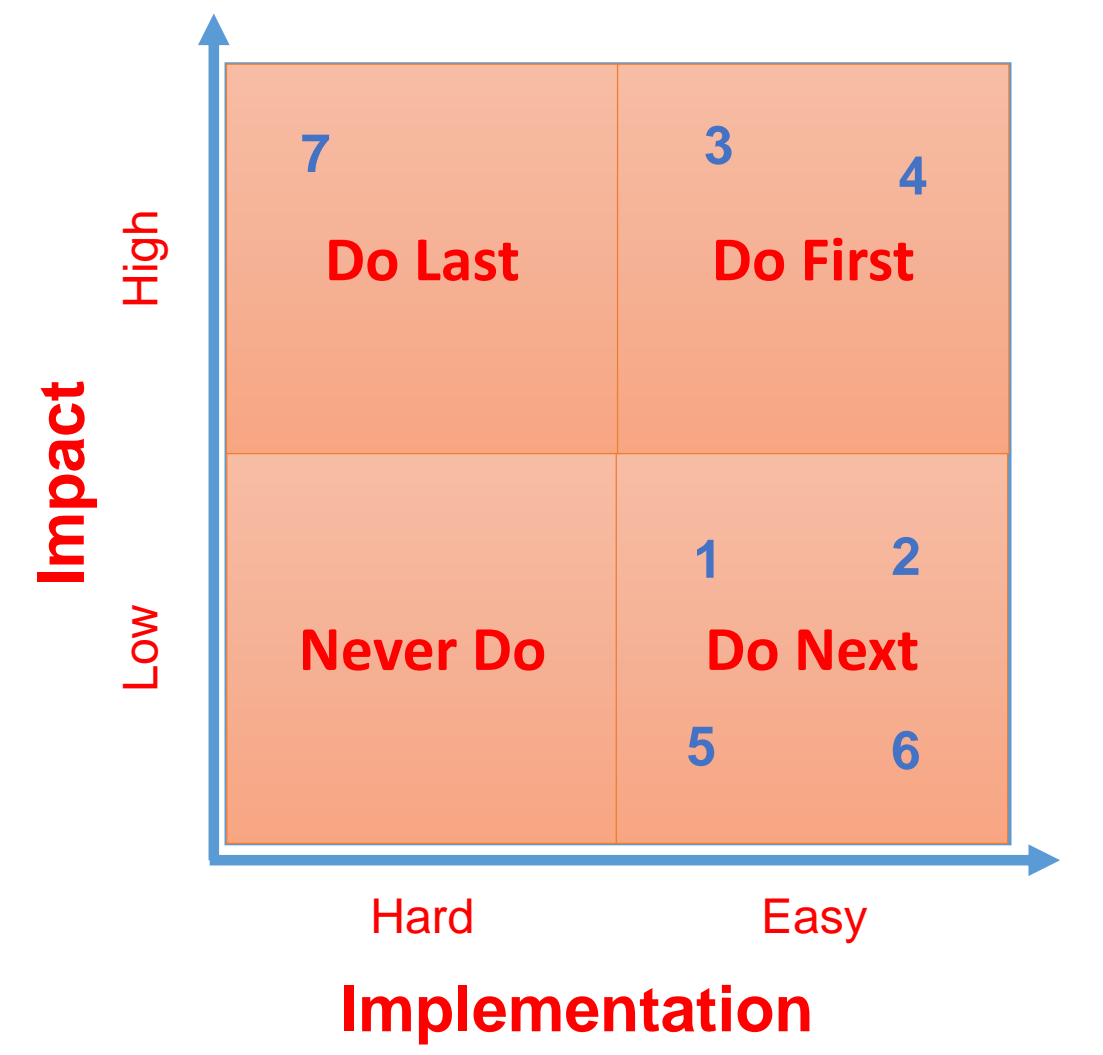 7
3
4
High
Do Last
Do First
Impact
1
2
Low
Never Do
Do Next
5
6
Hard
Easy
Implementation